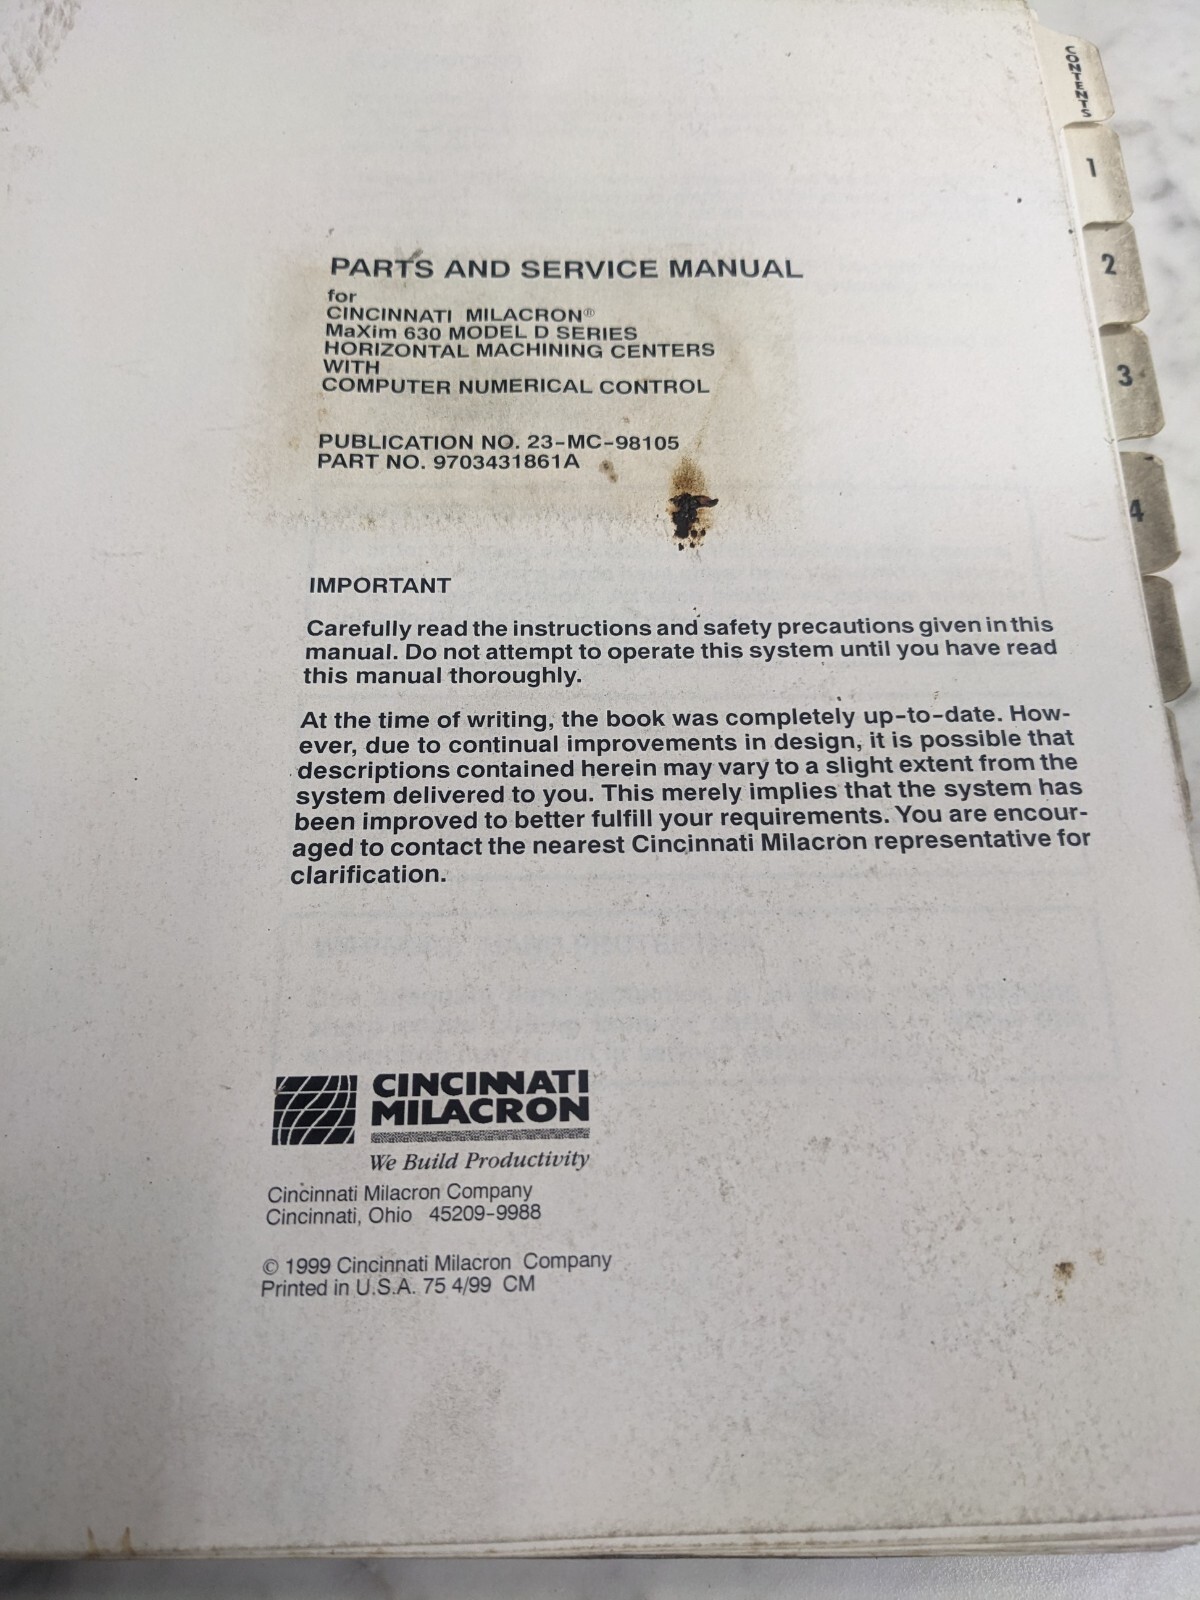 CONTENTS
1
2
3
4
PARTS AND SERVICE MANUAL
for
CINCINNATI MILACRON®
MaXim 630 MODEL D SERIES
HORIZONTAL MACHINING CENTERS
WITH
COMPUTER NUMERICAL CONTROL
PUBLICATION NO. 23-MC-98105
PART NO. 9703431861A
IMPORTANT
Carefully read the instructions and safety precautions given in this
manual. Do not attempt to operate this system until you have read
this manual thoroughly.
At the time of writing, the book was completely up-to-date. How-
ever, due to continual improvements in design, it is possible that
descriptions contained herein may vary to a slight extent from the
system delivered to you. This merely implies that the system has
been improved to better fulfill your requirements. You are encour-
aged to contact the nearest Cincinnati Milacron representative for
clarification.
CINCINNATI
MILACRON
We Build Productivity
Cincinnati Milacron Company
Cincinnati, Ohio 45209-9988
© 1999 Cincinnati Milacron Company
Printed in U.S.A. 75 4/99 CM